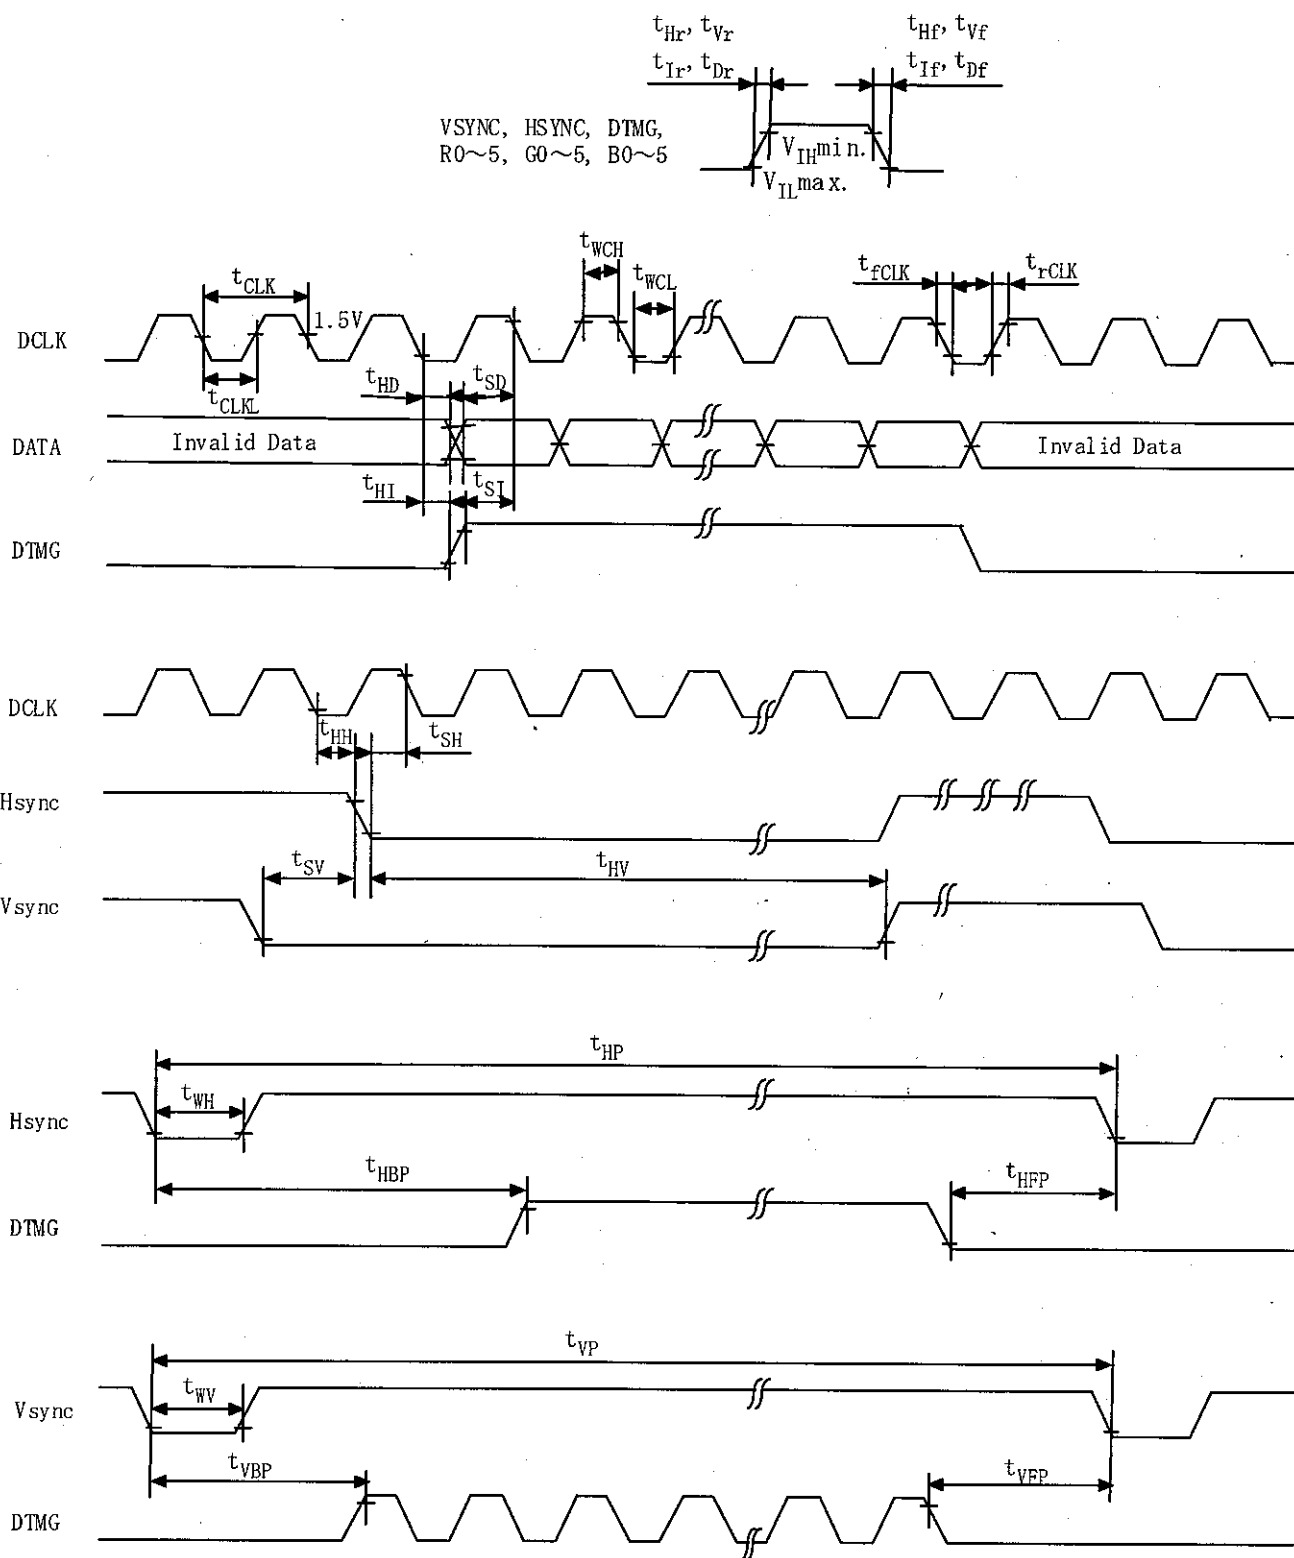 tHr, tVr
tHf, tVf
tIr, tDr
tIf, tDf
VSYNC, HSYNC, DTMG,
R0～5, G0～5, B0～5
VIHmin.
VILmax.
tCLK
tWCH
tWCL
tfCLK
trCLK
1.5V
DCLK
tCLKL
tHD
tSD
DATA
Invalid Data
Invalid Data
tHI
tSI
DTMG
DCLK
tHH
tSH
Hsync
tSV
tHV
Vsync
tHP
tWH
Hsync
tHBP
tHFP
DTMG
tVP
tWV
Vsync
tVBP
tVFP
DTMG